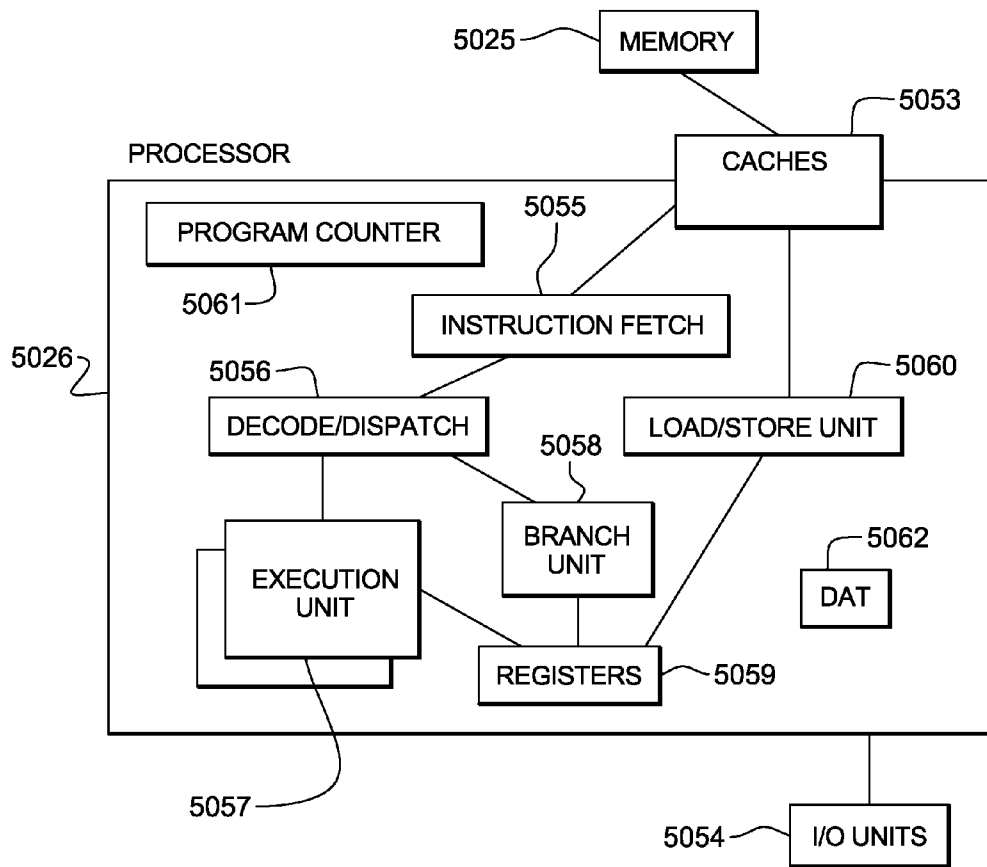 5025
MEMORY
5053
CACHES
PROCESSOR
5055
PROGRAM COUNTER
5061
INSTRUCTION FETCH
5026
5056
5060
DECODE/DISPATCH
LOAD/STORE UNIT
5058
BRANCH
UNIT
5062
DAT
EXECUTION
UNIT
REGISTERS
5059
5057
5054
I/O UNITS